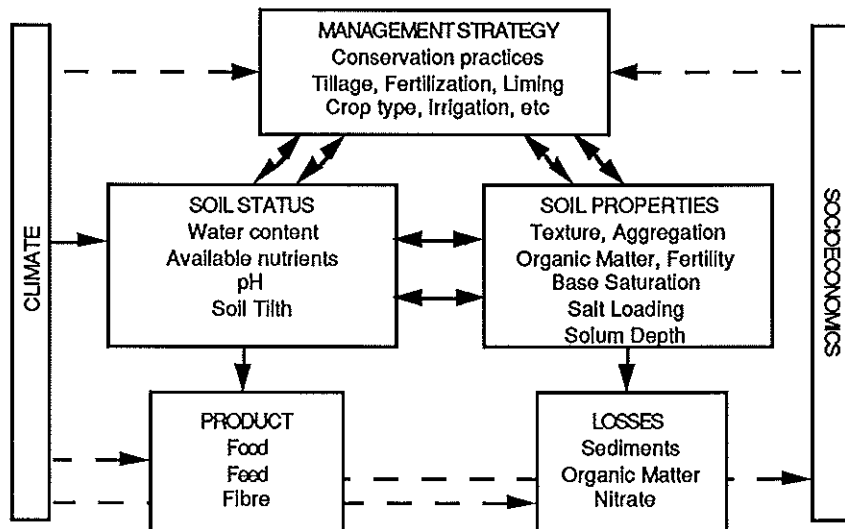 MANAGEMENT STRATEGY
Conservation practices
Tillage, Fertilization, Liming
Crop type, Irrigation, etc
CLIMATE
SOIL STATUS
Water content
Available nutrients
pH
Soil Tilth
SOIL PROPERTIES
Texture, Aggregation
Organic Matter, Fertility
Base Saturation
Salt Loading
Solum Depth
SOCIOECONOMICS
PRODUCT
Food
Feed
Fibre
LOSSES
Sediments
Organic Matter
Nitrate